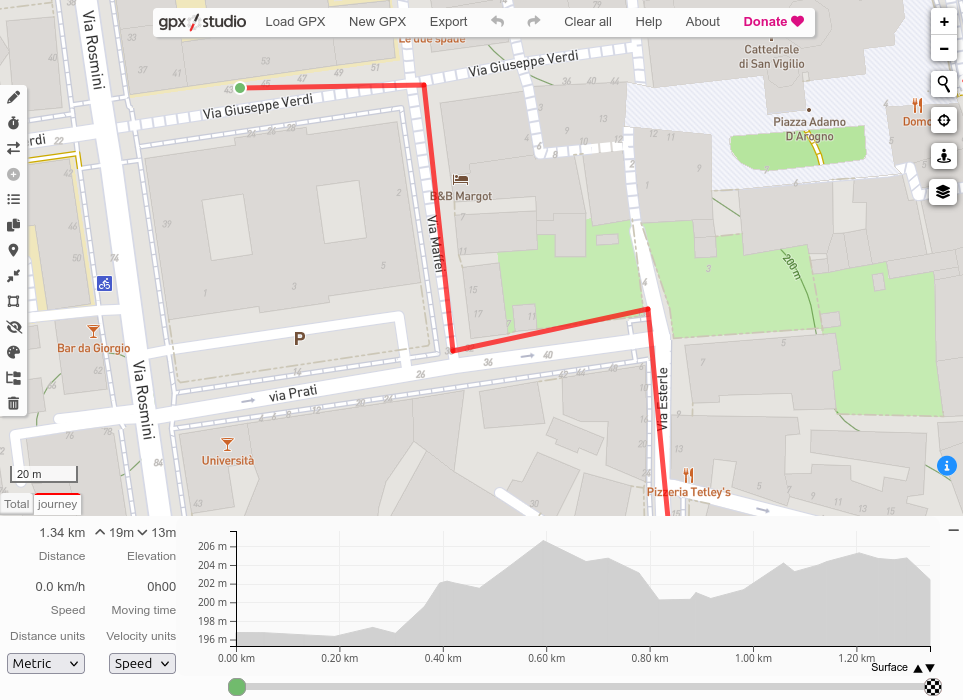 gpx studio
Load GPX
New GPX
Export
Clear all
Help
About
Donate
+
−
Via Rosmini
Le due spade
Via Giuseppe Verdi
Cattedrale
di San Vigilio
Piazza Adamo
D'Arogno
Domo
Via Giuseppe Verdi
rdi
22
B&B Margot
Via Maffei
200 m
P
Bar da Giorgio
Via Rosmini
via Prati
Via Esterle
Università
Pizzeria Tetley's
20 m
Total
journey
1.34 km
19m
13m
Distance
Elevation
0.0 km/h
0h00
Speed
Moving time
Distance units
Velocity units
Metric
Speed
206 m
204 m
202 m
200 m
198 m
196 m
0.00 km
0.20 km
0.40 km
0.60 km
0.80 km
1.00 km
1.20 km
Surface